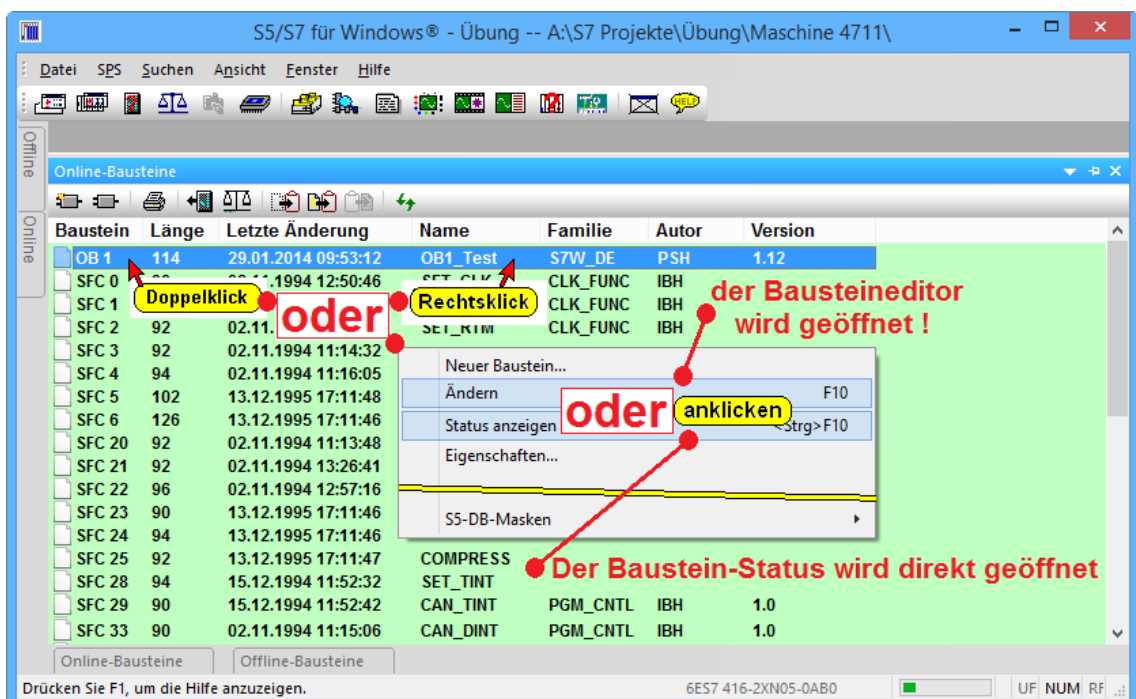 S5/S7 für Windows® - Übung -- A:\S7 Projekte\Übung\Maschine 4711\
Datei SPS Suchen Ansicht Fenster Hilfe
HELP
Offline
Online
Online-Bausteine
Baustein Länge Letzte Änderung Name Familie Autor Version
OB 1 114 29.01.2014 09:53:12 OB1_Test S7W_DE PSH 1.12
SFC 0 .1994 12:50:46 CLK_FUNC IBH
SFC 1 CLK_FUNC IBH
SFC 2 92 02.11. SET_RTM CLK_FUNC IBH
SFC 3 92 02.11.1994 11:14:32
SFC 4 94 02.11.1994 11:16:05
SFC 5 102 13.12.1995 17:11:48
SFC 6 126 13.12.1995 17:11:46
SFC 20 92 02.11.1994 11:13:48
SFC 21 92 02.11.1994 13:26:41
SFC 22 96 02.11.1994 12:57:16
SFC 23 90 13.12.1995 17:11:46
SFC 24 94 13.12.1995 17:11:46
SFC 25 92 13.12.1995 17:11:47 COMPRESS
SFC 28 94 15.12.1994 11:52:32 SET_TINT
SFC 29 90 15.12.1994 11:52:42 CAN_TINT PGM_CNTL IBH 1.0
SFC 33 90 02.11.1994 11:15:06 CAN_DINT PGM_CNTL IBH 1.0
Doppelklick
oder
Rechtsklick
der Bausteineditor
wird geöffnet !
Neuer Baustein...
Ändern F10
Status anzeigen <Strg>F10
oder
anklicken
Eigenschaften...
S5-DB-Masken
Der Baustein-Status wird direkt geöffnet
Online-Bausteine Offline-Bausteine
Drücken Sie F1, um die Hilfe anzuzeigen. 6ES7 416-2XN05-0AB0 UF NUM RF